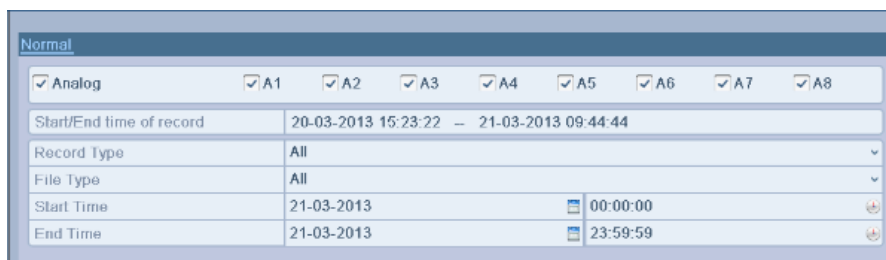 Normal
Analog A1 A2 A3 A4 A5 A6 A7 A8
Start/End time of record 20-03-2013 15:23:22 -- 21-03-2013 09:44:44
Record Type All
File Type All
Start Time 21-03-2013 00:00:00
End Time 21-03-2013 23:59:59